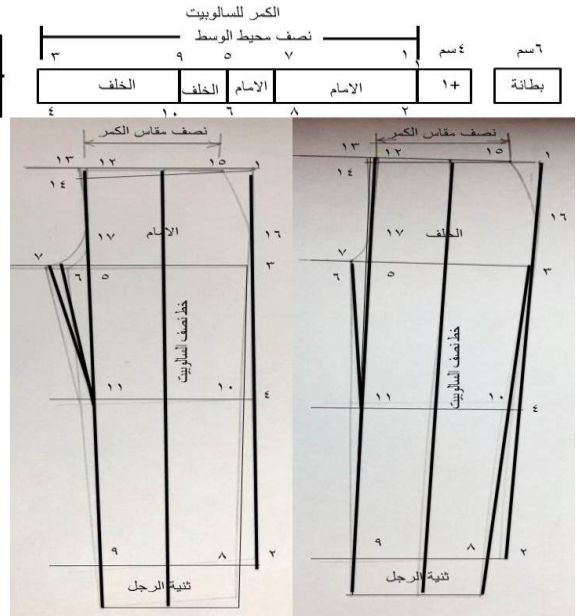 الكمر للسالوبيت
نصف محيط الوسط
٣ ٩ ٥ ٧ ١ ٤سم ٦سم
الخلف الخلف الامام الامام +١ بطانة
٤ ١٠ ٦ ٨ ٢
نصف مقاس الكمر
١٣ ١٢ ١٥ ١
١٤
١٦
١٧ الامام
٧ ٦ ٥ ٣
خط نصف السالوبيت
١١ ١٠ ٤
٩ ٨ ٢
ثنية الرجل
نصف مقاس الكمر
١٣ ١٢ ١٥ ١
١٤
١٦
١٧ الخلف
٧ ٦ ٥ ٣
خط نصف السالوبيت
١١ ١٠ ٤
٩ ٨ ٢
ثنية الرجل